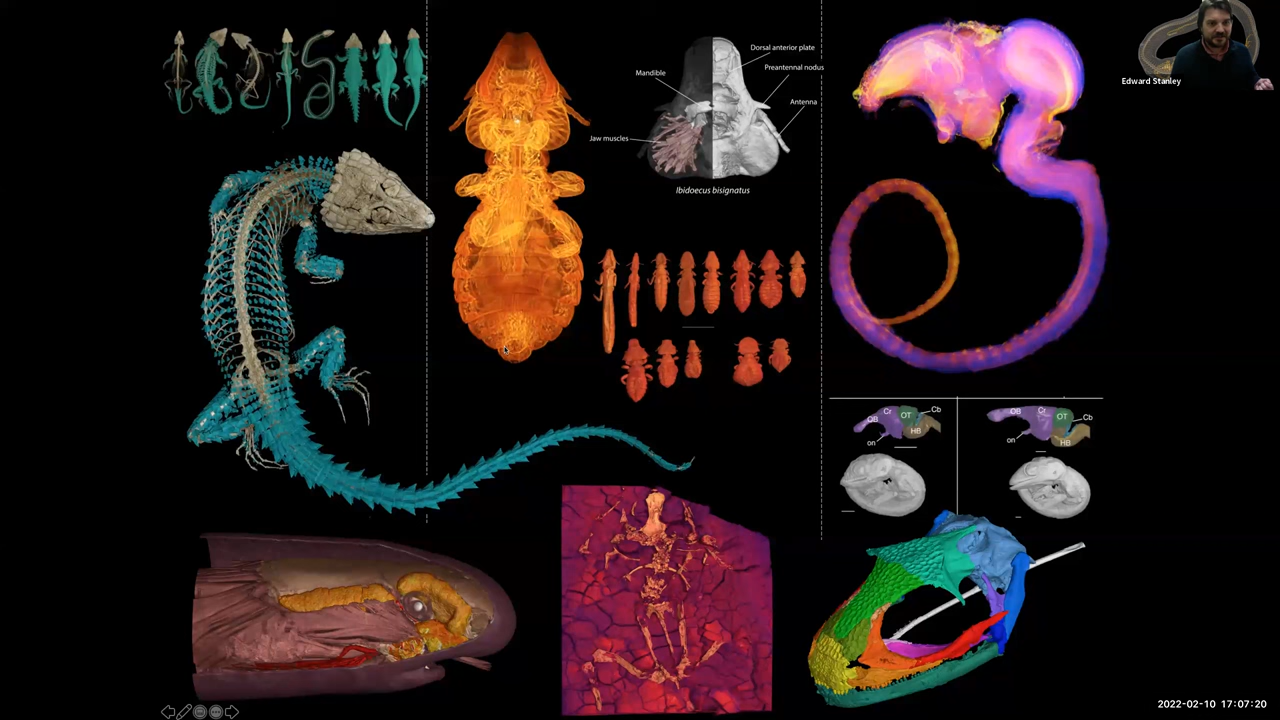 Dorsal anterior plate
Mandible
Preantennal nodus
Antenna
Jaw muscles
Ibidoecus bisignatus
Edward Stanley
OB
Cr
OT
Cb
on
HB
OB
Cr
OT
Cb
on
HB
2022-02-10 17:07:20